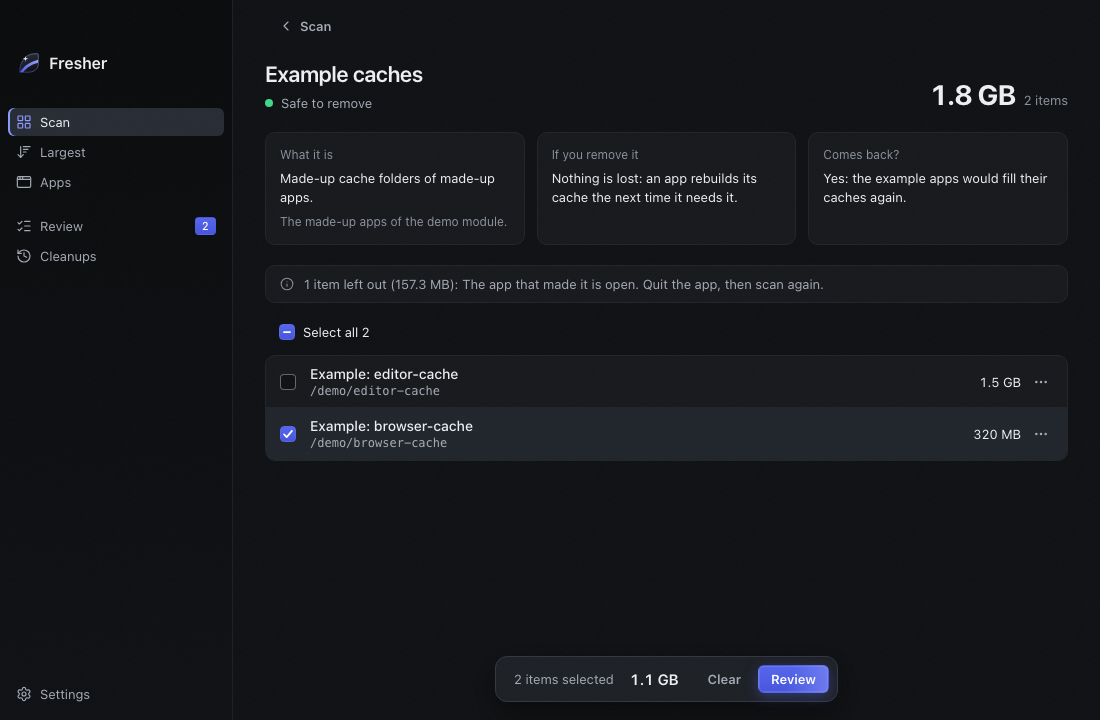 Scan
Fresher
Example caches
Safe to remove
1.8 GB 2 items
Scan
Largest
Apps
Review 2
Cleanups
What it is
Made-up cache folders of made-up
apps.
The made-up apps of the demo module.
If you remove it
Nothing is lost: an app rebuilds its
cache the next time it needs it.
Comes back?
Yes: the example apps would fill their
caches again.
1 item left out (157.3 MB): The app that made it is open. Quit the app, then scan again.
Select all 2
Example: editor-cache
/demo/editor-cache
1.5 GB
Example: browser-cache
/demo/browser-cache
320 MB
2 items selected 1.1 GB Clear Review
Settings